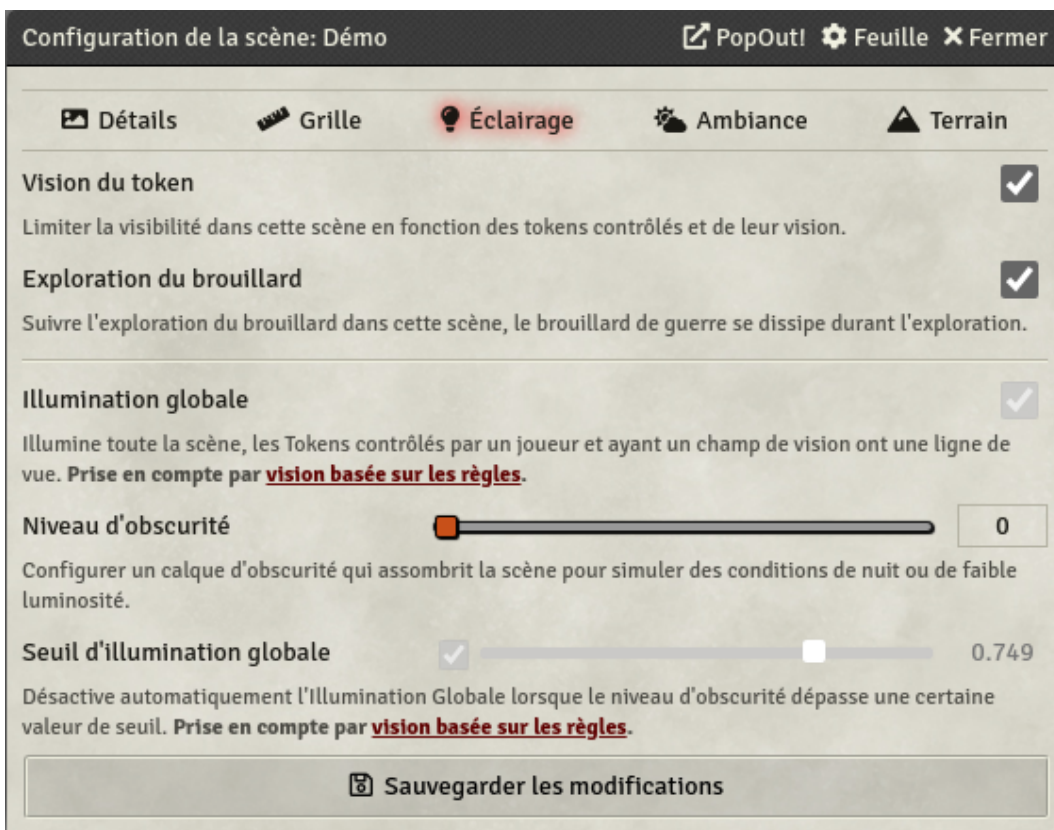 Configuration de la scène: Démo PopOut! Feuille Fermer
Détails Grille Éclairage Ambiance Terrain
Vision du token
Limiter la visibilité dans cette scène en fonction des tokens contrôlés et de leur vision.
Exploration du brouillard
Suivre l'exploration du brouillard dans cette scène, le brouillard de guerre se dissipe durant l'exploration.
Illumination globale
Illumine toute la scène, les Tokens contrôlés par un joueur et ayant un champ de vision ont une ligne de
vue. Prise en compte par vision basée sur les règles.
Niveau d'obscurité 0
Configurer un calque d'obscurité qui assombrit la scène pour simuler des conditions de nuit ou de faible
luminosité.
Seuil d'illumination globale 0.749
Désactive automatiquement l'Illumination Globale lorsque le niveau d'obscurité dépasse une certaine
valeur de seuil. Prise en compte par vision basée sur les règles.
Sauvegarder les modifications